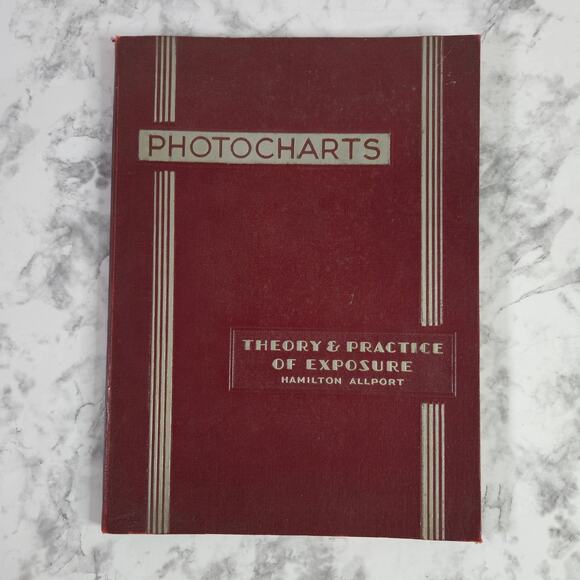 PHOTOCHARTS
THEORY & PRACTICE
OF EXPOSURE
HAMILTON ALLPORT